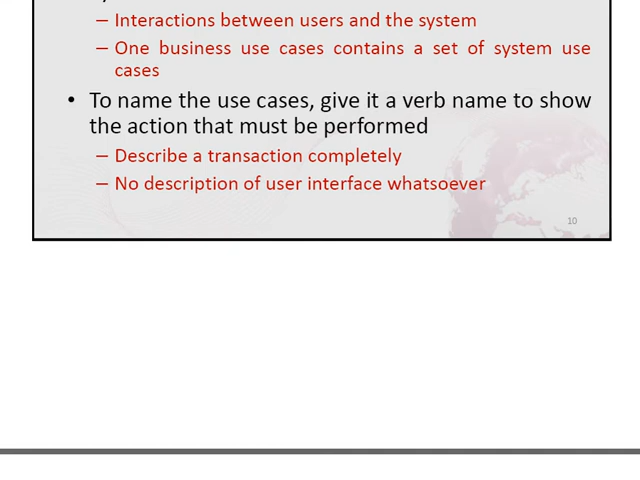 – Interactions between users and the system
– One business use cases contains a set of system use
cases
• To name the use cases, give it a verb name to show
the action that must be performed
– Describe a transaction completely
– No description of user interface whatsoever
10